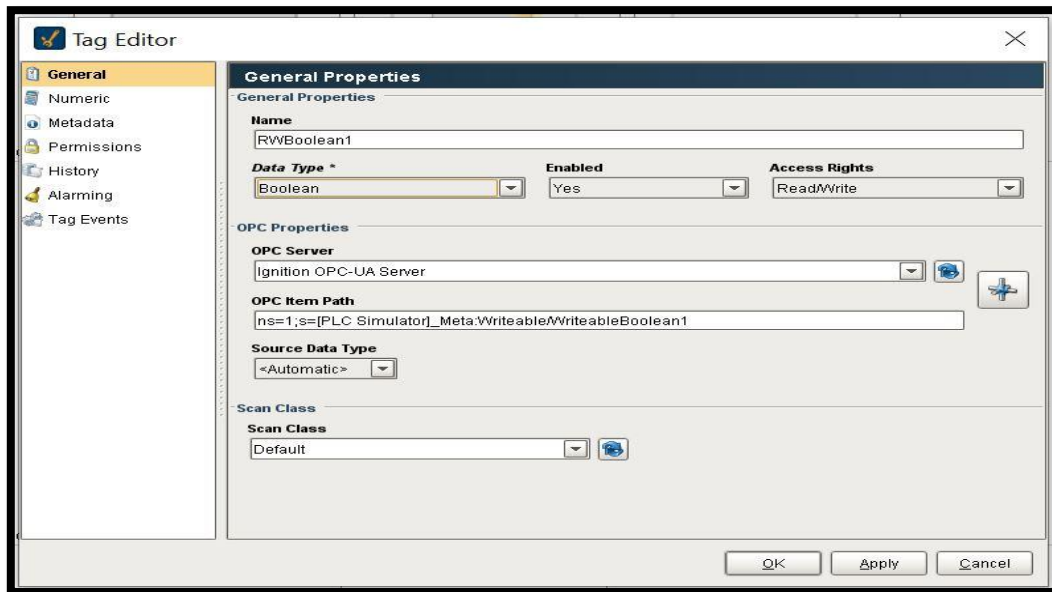 Tag Editor
General
Numeric
Metadata
Permissions
History
Alarming
Tag Events
General Properties
General Properties
Name
RWBoolean1
Data Type * Enabled Access Rights
Boolean Yes Read/Write
OPC Properties
OPC Server
Ignition OPC-UA Server
OPC Item Path
ns=1;s=[PLC Simulator]_Meta:Writeable/WriteableBoolean1
Source Data Type
<Automatic>
Scan Class
Scan Class
Default
OK Apply Cancel